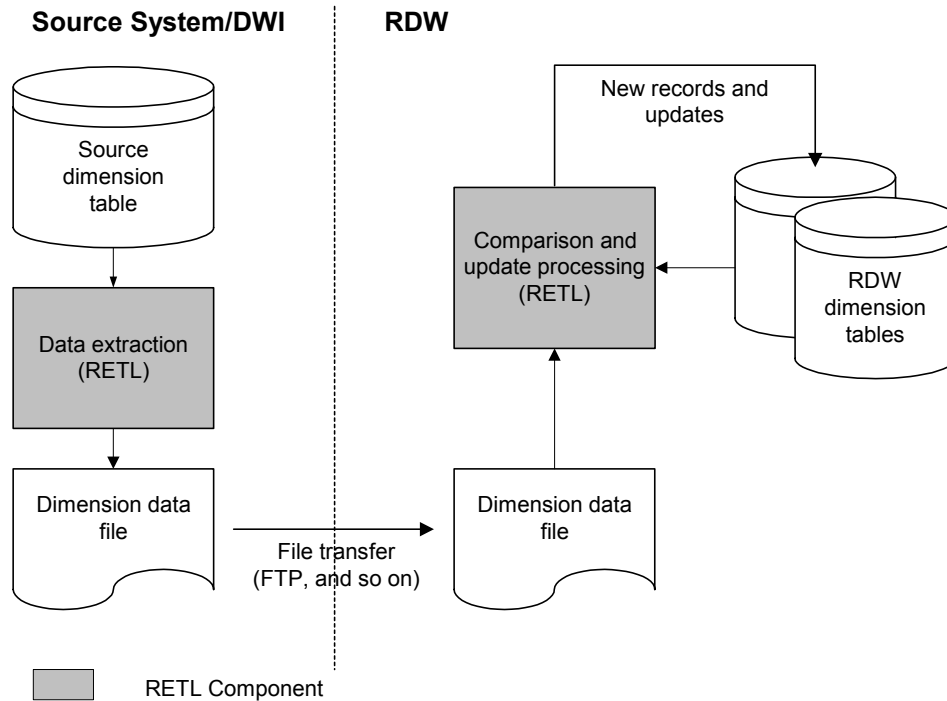 Source System/DWI
RDW
Source
dimension
table
Data extraction
(RETL)
Dimension data
file
File transfer
(FTP, and so on)
New records and
updates
Comparison and
update processing
(RETL)
RDW
dimension
tables
Dimension data
file
RETL Component